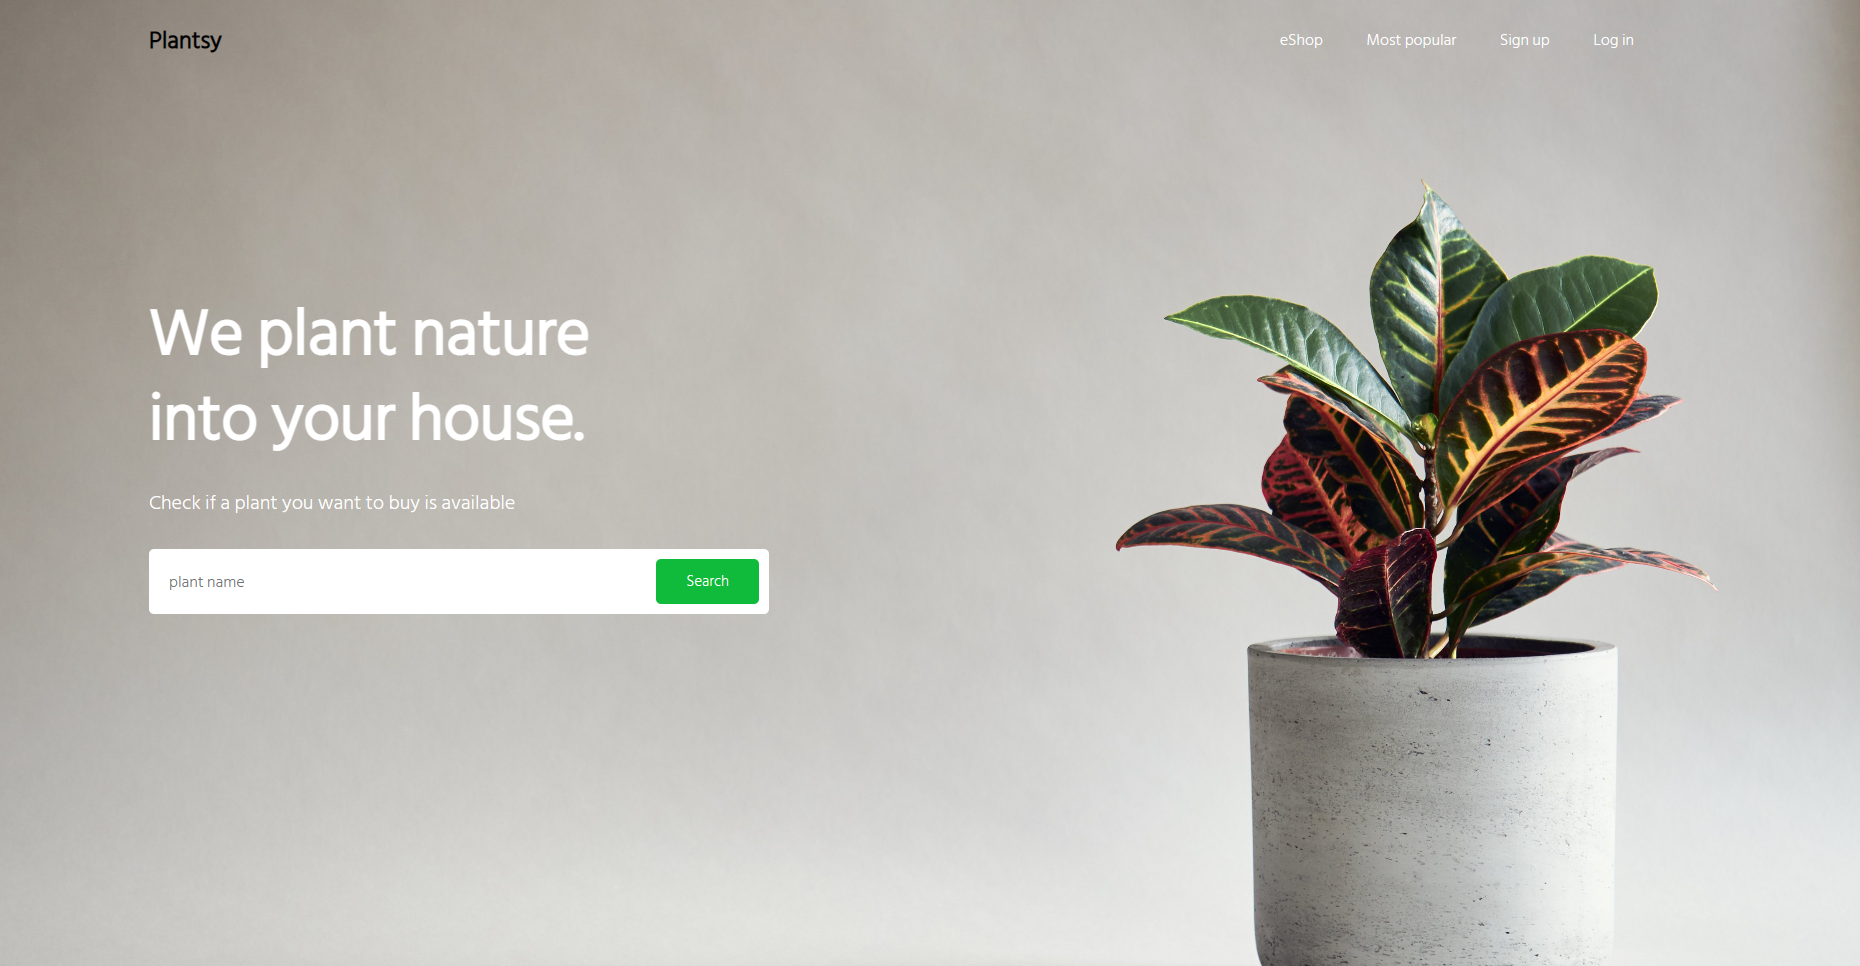 Plantsy
eShop
Most popular
Sign up
Log in
We plant nature
into your house.
Check if a plant you want to buy is available
plant name
Search